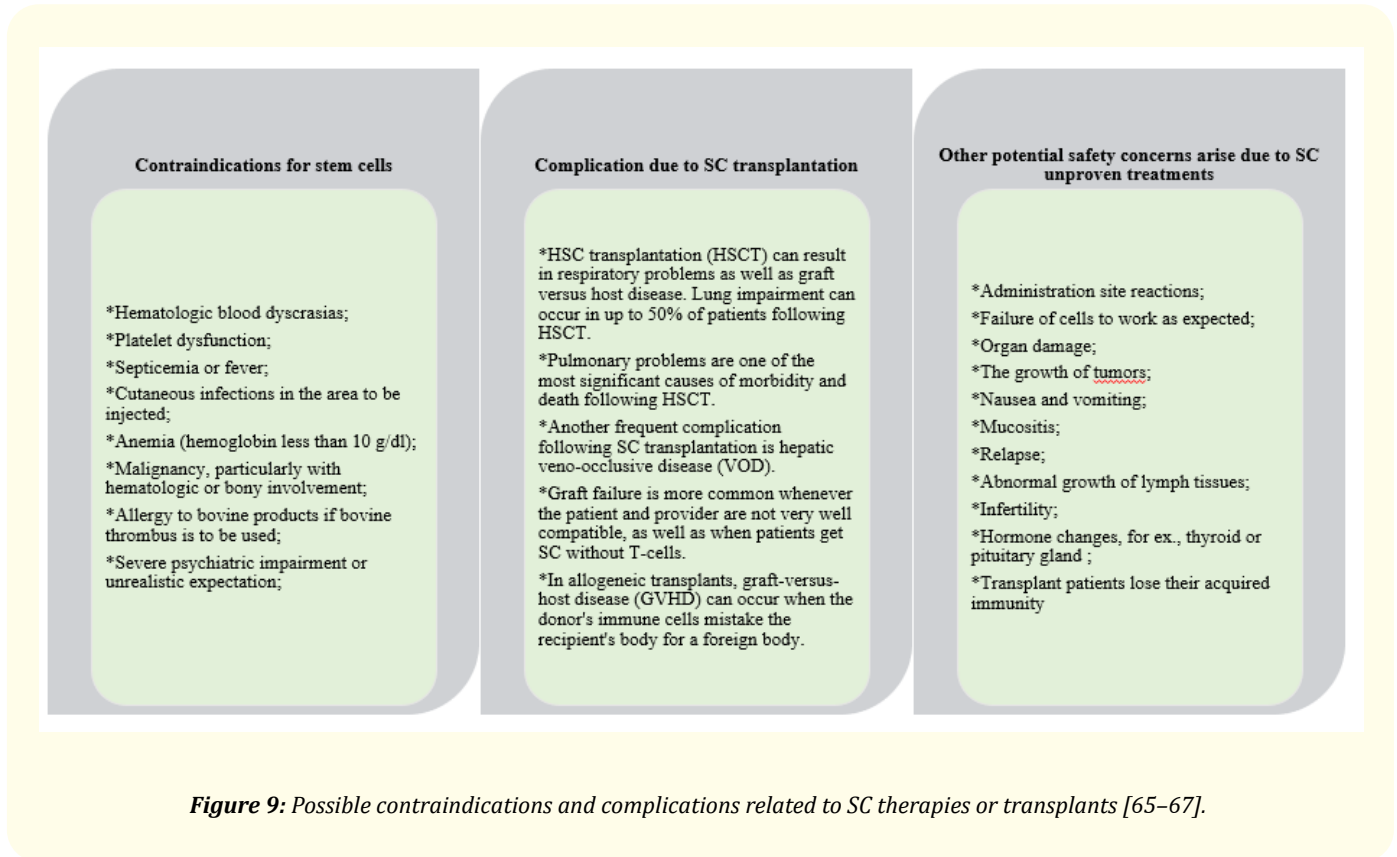 Contraindications for stem cells
*Hematologic blood dyscrasias;
*Platelet dysfunction;
*Septicemia or fever;
*Cutaneous infections in the area to be
injected;
*Anemia (hemoglobin less than 10 g/dl);
*Malignancy, particularly with
hematologic or bony involvement;
*Allergy to bovine products if bovine
thrombus is to be used;
*Severe psychiatric impairment or
unrealistic expectation;
Complication due to SC transplantation
*HSC transplantation (HSCT) can result
in respiratory problems as well as graft
versus host disease. Lung impairment can
occur in up to 50% of patients following
HSCT.
*Pulmonary problems are one of the
most significant causes of morbidity and
death following HSCT.
*Another frequent complication
following SC transplantation is hepatic
veno-occlusive disease (VOD).
*Graft failure is more common whenever
the patient and provider are not very well
compatible, as well as when patients get
SC without T-cells.
*In allogeneic transplants, graft-versus-
host disease (GVHD) can occur when the
donor's immune cells mistake the
recipient's body for a foreign body.
Other potential safety concerns arise due to SC
unproven treatments
*Administration site reactions;
*Failure of cells to work as expected;
*Organ damage;
*The growth of tumors;
*Nausea and vomiting;
*Mucositis;
*Relapse;
*Abnormal growth of lymph tissues;
*Infertility;
*Hormone changes, for ex., thyroid or
pituitary gland ;
*Transplant patients lose their acquired
immunity
Figure 9: Possible contraindications and complications related to SC therapies or transplants [65–67].